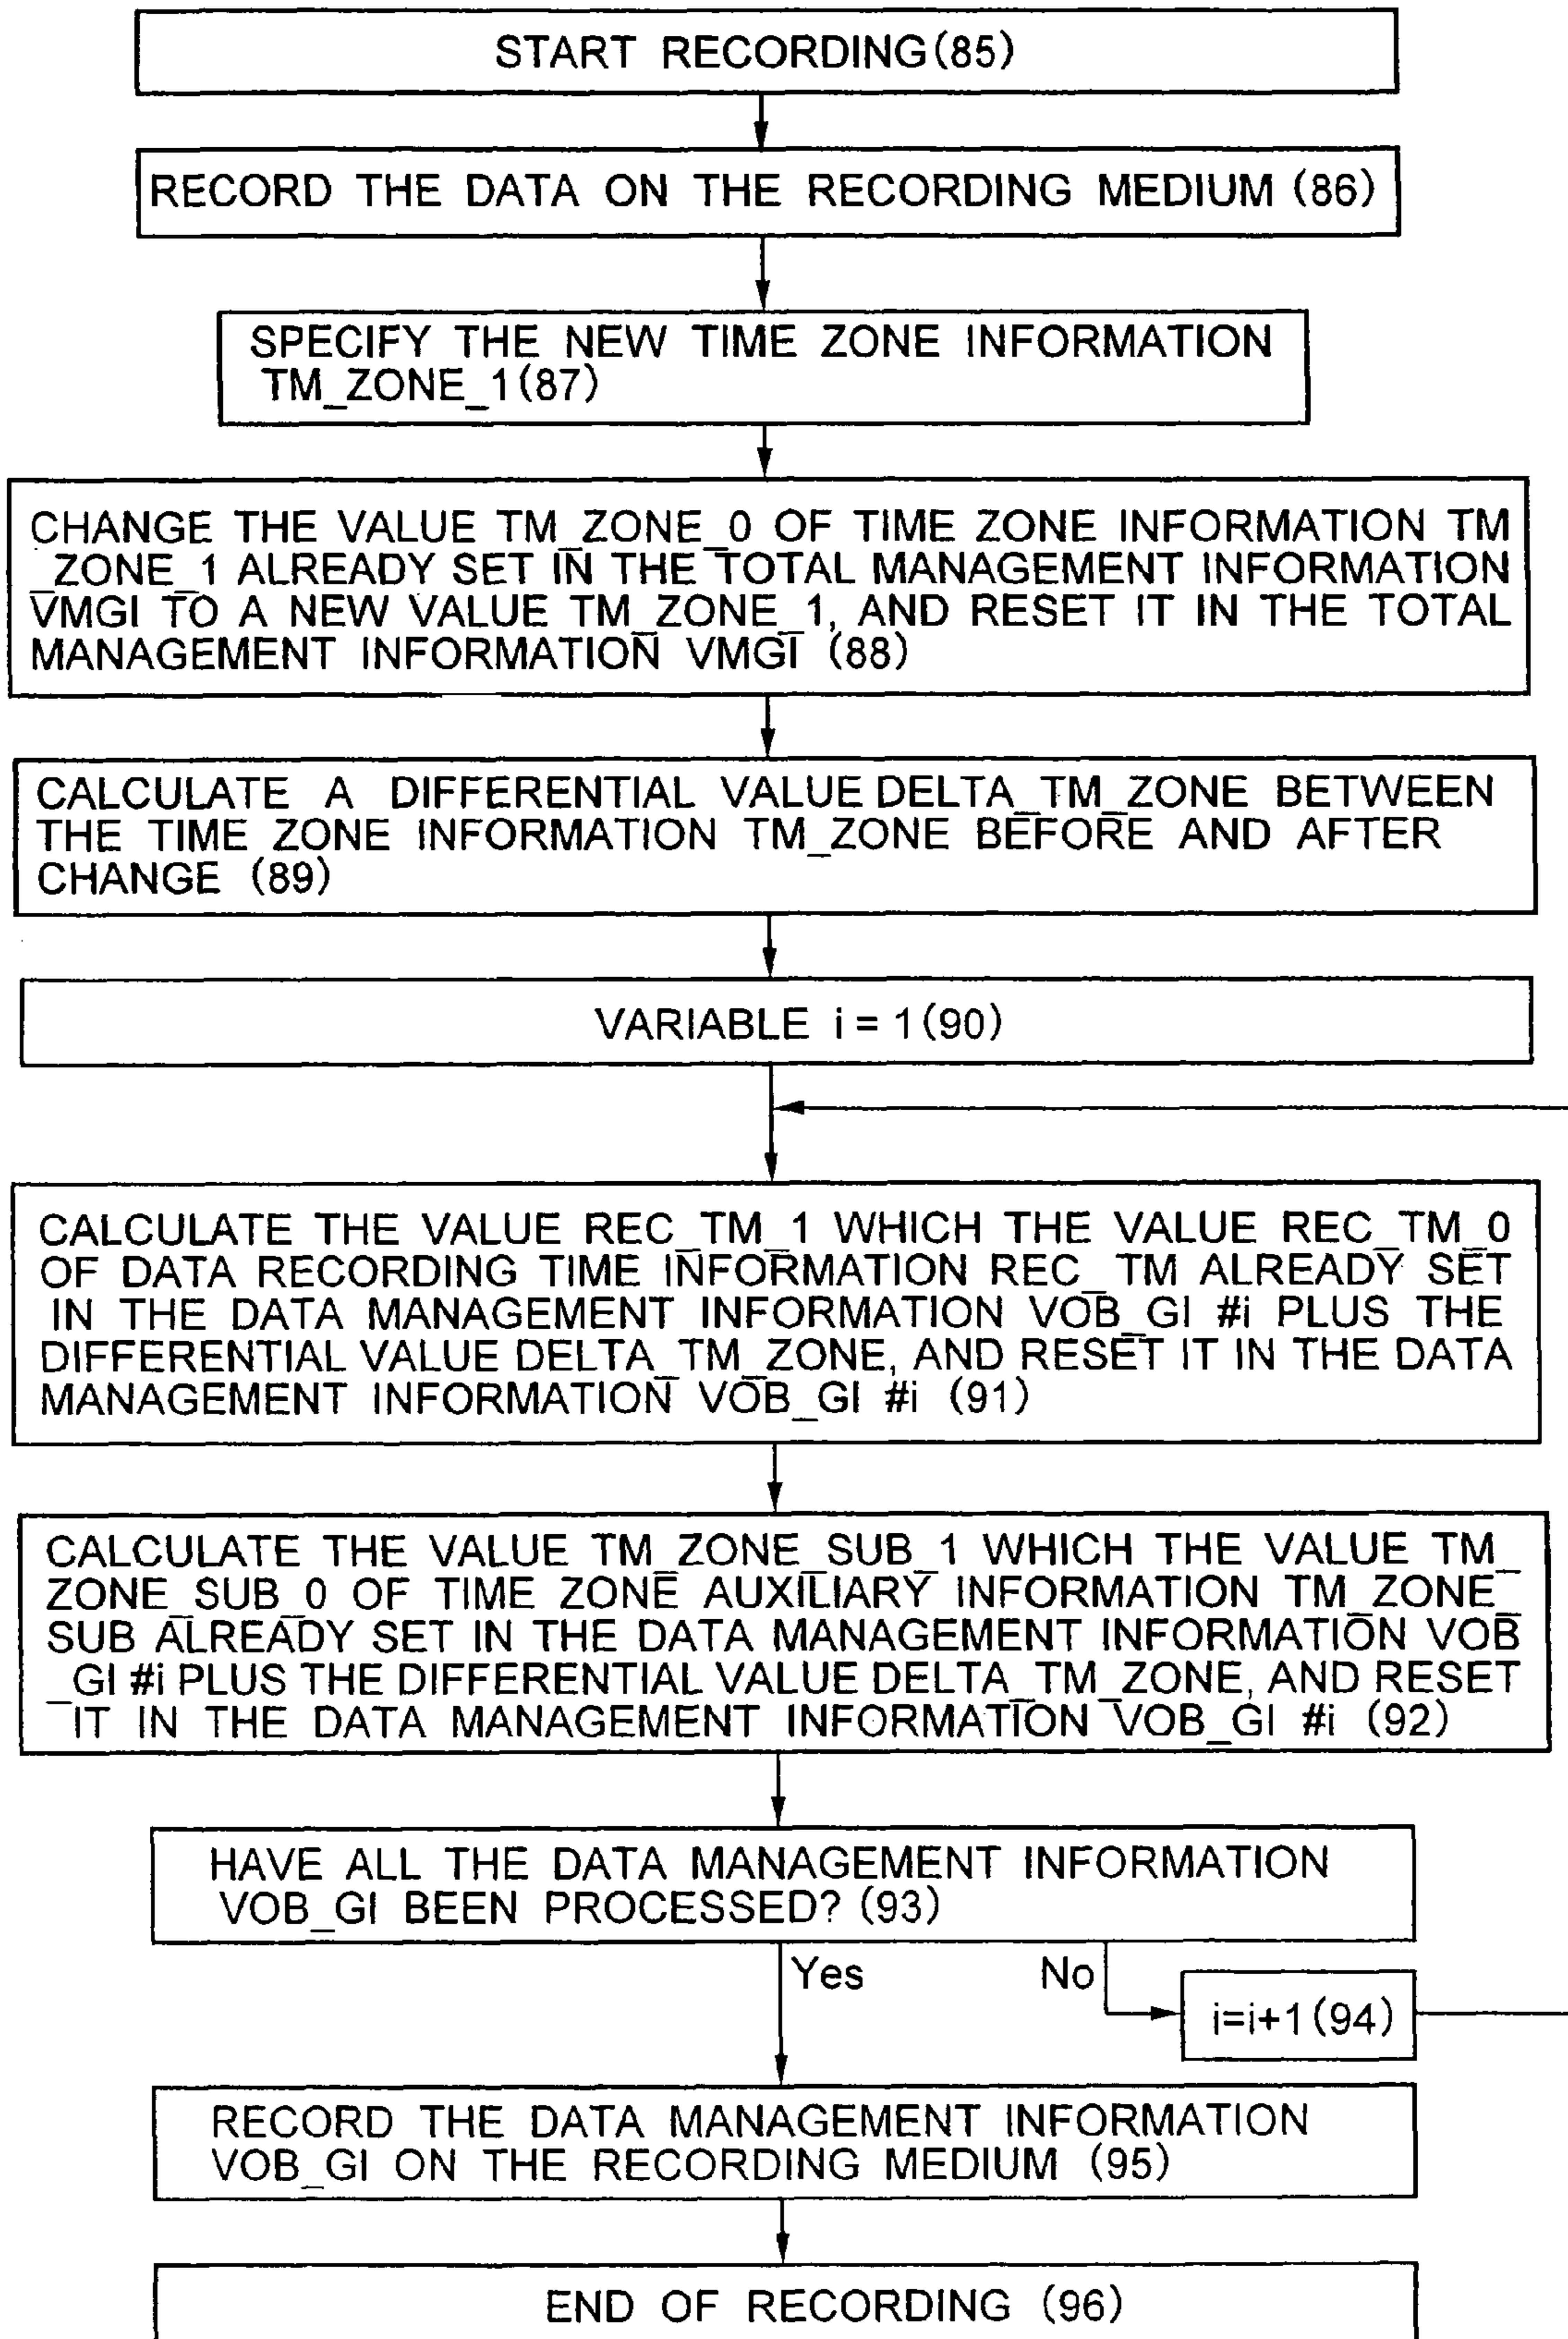 START RECORDING(85)
RECORD THE DATA ON THE RECORDING MEDIUM (86)
SPECIFY THE NEW TIME ZONE INFORMATION
TM_ZONE_1(87)
CHANGE THE VALUE TM_ZONE_0 OF TIME ZONE INFORMATION TM
_ZONE_1 ALREADY SET IN THE TOTAL MANAGEMENT INFORMATION
VMGI TO A NEW VALUE TM_ZONE_1, AND RESET IT IN THE TOTAL
MANAGEMENT INFORMATION VMGI (88)
CALCULATE A DIFFERENTIAL VALUE DELTA_TM_ZONE BETWEEN
THE TIME ZONE INFORMATION TM_ZONE BEFORE AND AFTER
CHANGE (89)
VARIABLE i = 1(90)
CALCULATE THE VALUE REC_TM_1 WHICH THE VALUE REC_TM_0
OF DATA RECORDING TIME INFORMATION REC_TM ALREADY SET
IN THE DATA MANAGEMENT INFORMATION VOB_GI #i PLUS THE
DIFFERENTIAL VALUE DELTA_TM_ZONE, AND RESET IT IN THE DATA
MANAGEMENT INFORMATION VOB_GI #i (91)
CALCULATE THE VALUE TM_ZONE_SUB_1 WHICH THE VALUE TM_
ZONE_SUB_0 OF TIME ZONE AUXILIARY INFORMATION TM_ZONE_
SUB ALREADY SET IN THE DATA MANAGEMENT INFORMATION VOB
_GI #i PLUS THE DIFFERENTIAL VALUE DELTA_TM_ZONE, AND RESET
IT IN THE DATA MANAGEMENT INFORMATION VOB_GI #i (92)
HAVE ALL THE DATA MANAGEMENT INFORMATION
VOB_GI BEEN PROCESSED? (93)
Yes
No
i=i+1(94)
RECORD THE DATA MANAGEMENT INFORMATION
VOB_GI ON THE RECORDING MEDIUM (95)
END OF RECORDING (96)